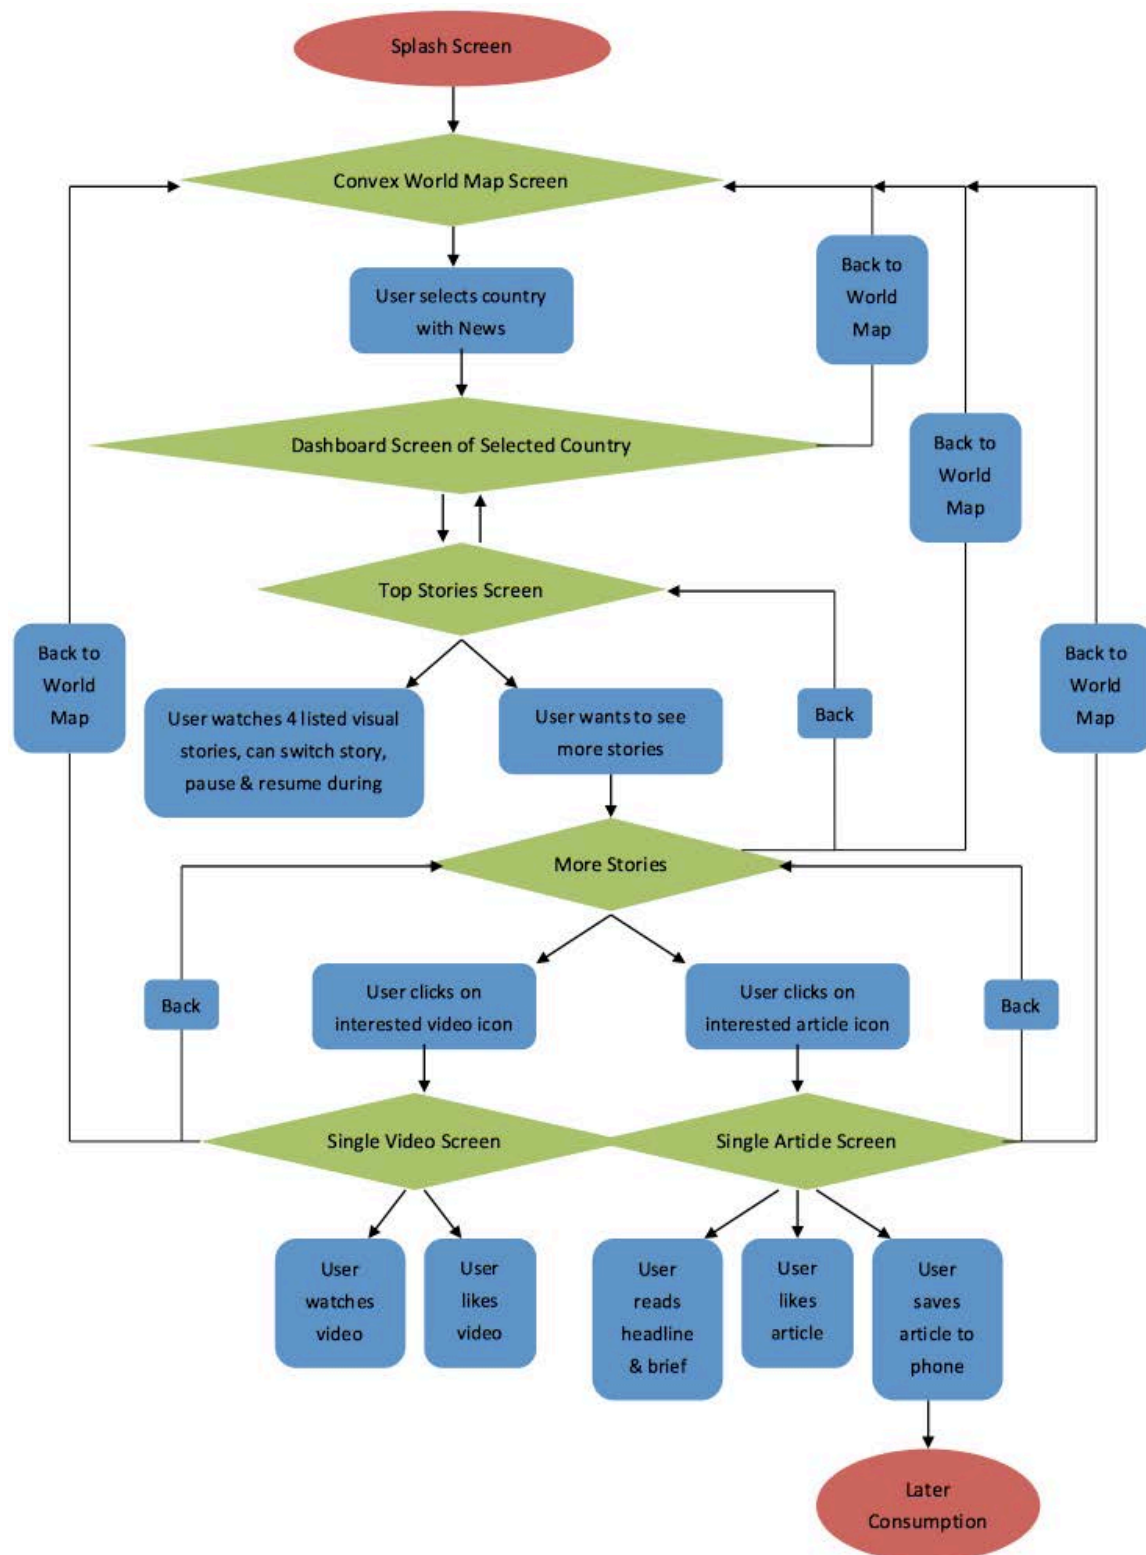 Splash Screen
Convex World Map Screen
User selects country
with News
Back to
World
Map
Dashboard Screen of Selected Country
Back to
World
Map
Top Stories Screen
Back to
World
Map
Back to
World
Map
User watches 4 listed visual
stories, can switch story,
pause & resume during
User wants to see
more stories
Back
More Stories
Back
User clicks on
interested video icon
User clicks on
interested article icon
Back
Single Video Screen
Single Article Screen
User
watches
video
User
likes
video
User
reads
headline
& brief
User
likes
article
User
saves
article to
phone
Later
Consumption